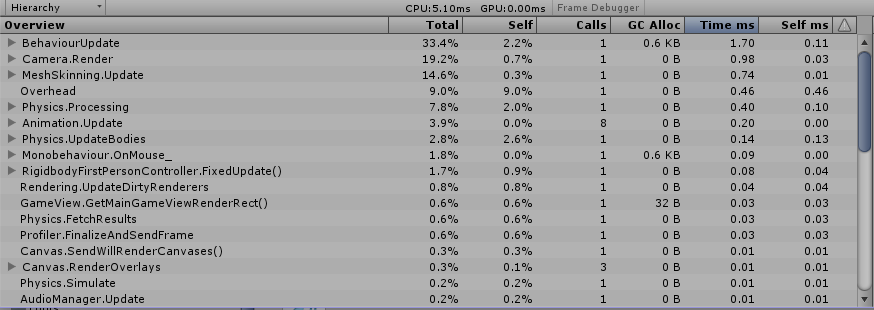 Hierarchy CPU:5.10ms GPU:0.00ms Frame Debugger
Overview Total Self Calls GC Alloc Time ms Self ms
BehaviourUpdate 33.4% 2.2% 1 0.6 KB 1.70 0.11
Camera.Render 19.2% 0.7% 1 0 B 0.98 0.03
MeshSkinning.Update 14.6% 0.3% 1 0 B 0.74 0.01
Overhead 9.0% 9.0% 1 0 B 0.46 0.46
Physics.Processing 7.8% 2.0% 1 0 B 0.40 0.10
Animation.Update 3.9% 0.0% 8 0 B 0.20 0.00
Physics.UpdateBodies 2.8% 2.6% 1 0 B 0.14 0.13
Monobehaviour.OnMouse_ 1.8% 0.0% 1 0.6 KB 0.09 0.00
RigidbodyFirstPersonController.FixedUpdate() 1.7% 0.9% 1 0 B 0.08 0.04
Rendering.UpdateDirtyRenderers 0.8% 0.8% 1 0 B 0.04 0.04
GameView.GetMainGameViewRenderRect() 0.6% 0.6% 1 32 B 0.03 0.03
Physics.FetchResults 0.6% 0.6% 1 0 B 0.03 0.03
Profiler.FinalizeAndSendFrame 0.6% 0.6% 1 0 B 0.03 0.03
Canvas.SendWillRenderCanvases() 0.3% 0.3% 1 0 B 0.01 0.01
Canvas.RenderOverlays 0.3% 0.1% 3 0 B 0.01 0.01
Physics.Simulate 0.2% 0.2% 1 0 B 0.01 0.01
AudioManager.Update 0.2% 0.2% 1 0 B 0.01 0.01